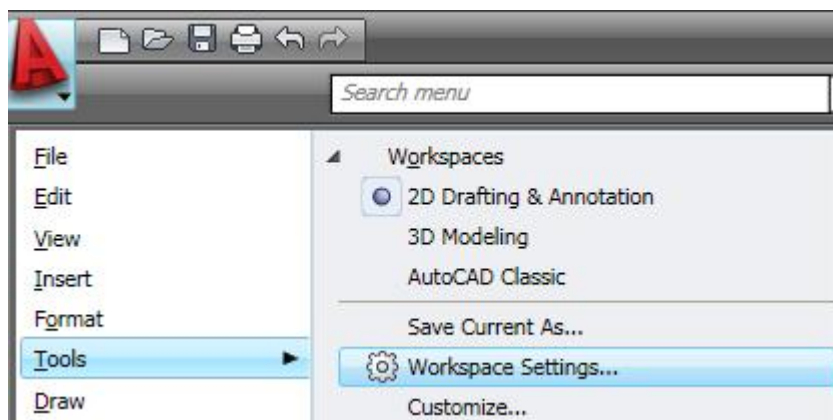 Search menu
File
Edit
View
Insert
Format
Tools
Draw
Workspaces
2D Drafting & Annotation
3D Modeling
AutoCAD Classic
Save Current As...
Workspace Settings...
Customize...